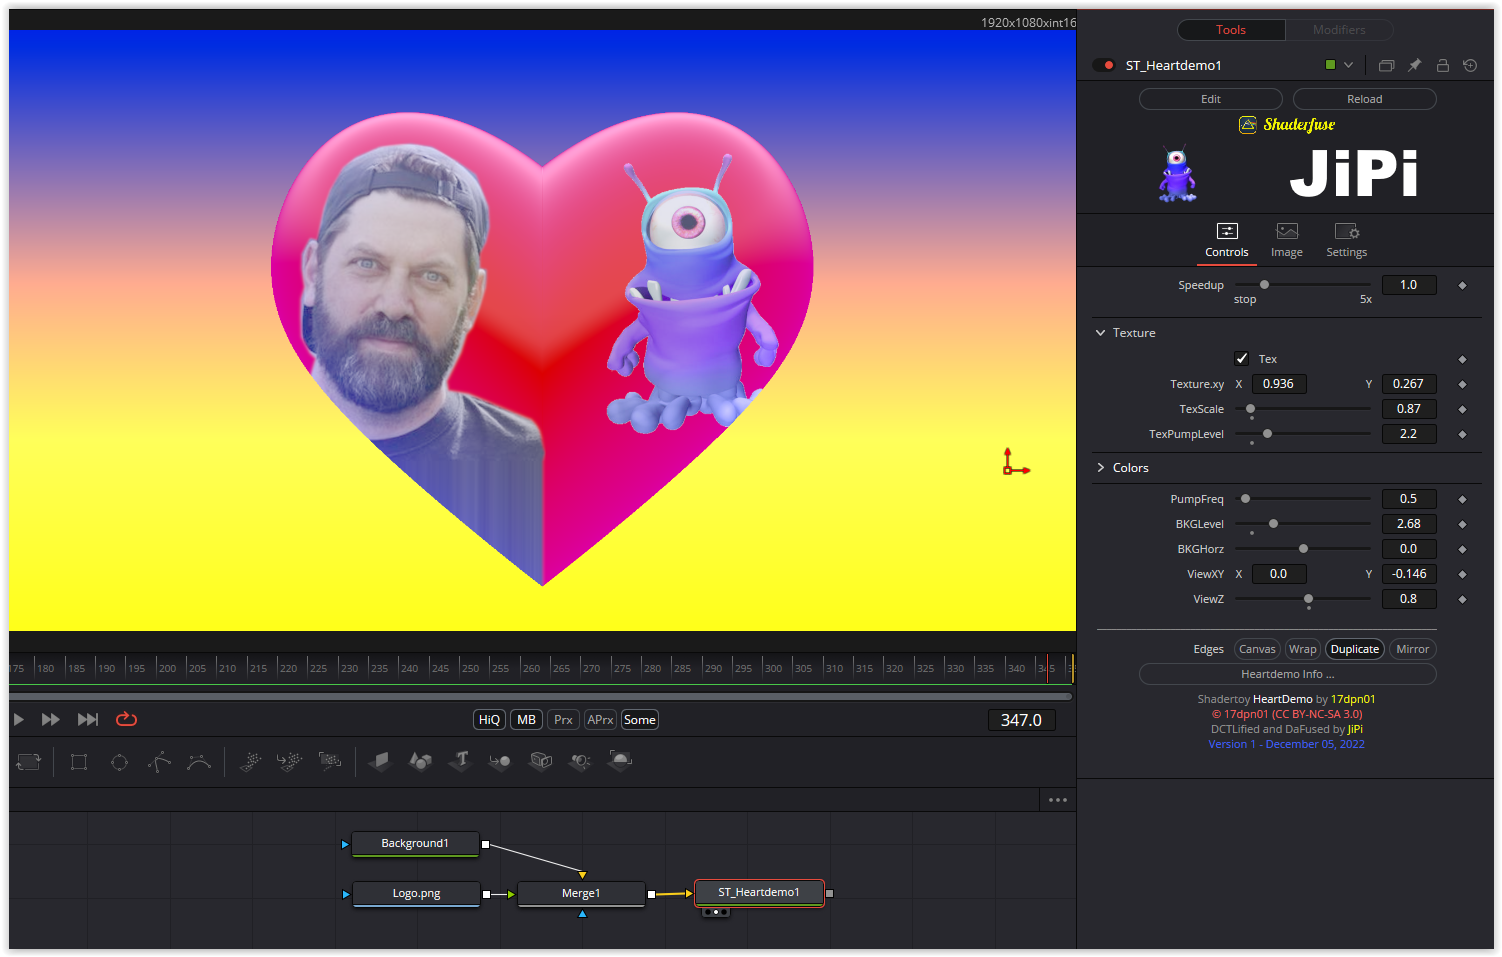 1920x1080xint16
Tools
Modifiers
ST_Heartdemo1
Edit
Reload
Shaderfuse
JiPi
Controls
Image
Settings
Speedup
1.0
stop
5x
Texture
Tex
Texture.xy X 0.936 Y 0.267
TexScale 0.87
TexPumpLevel 2.2
Colors
PumpFreq 0.5
BKGLevel 2.68
BKGHorz 0.0
ViewXY X 0.0 Y -0.146
ViewZ 0.8
Edges Canvas Wrap Duplicate Mirror
Heartdemo Info ...
Shadertoy HeartDemo by 17dpn01
© 17dpn01 (CC BY-NC-SA 3.0)
DCTLified and DaFused by JiPi
Version 1 - December 05, 2022
175 180 185 190 195 200 205 210 215 220 225 230 235 240 245 250 255 260 265 270 275 280 285 290 295 300 305 310 315 320 325 330 335 340 345
HiQ MB Prx APrx Some
347.0
Background1
Logo.png
Merge1
ST_Heartdemo1